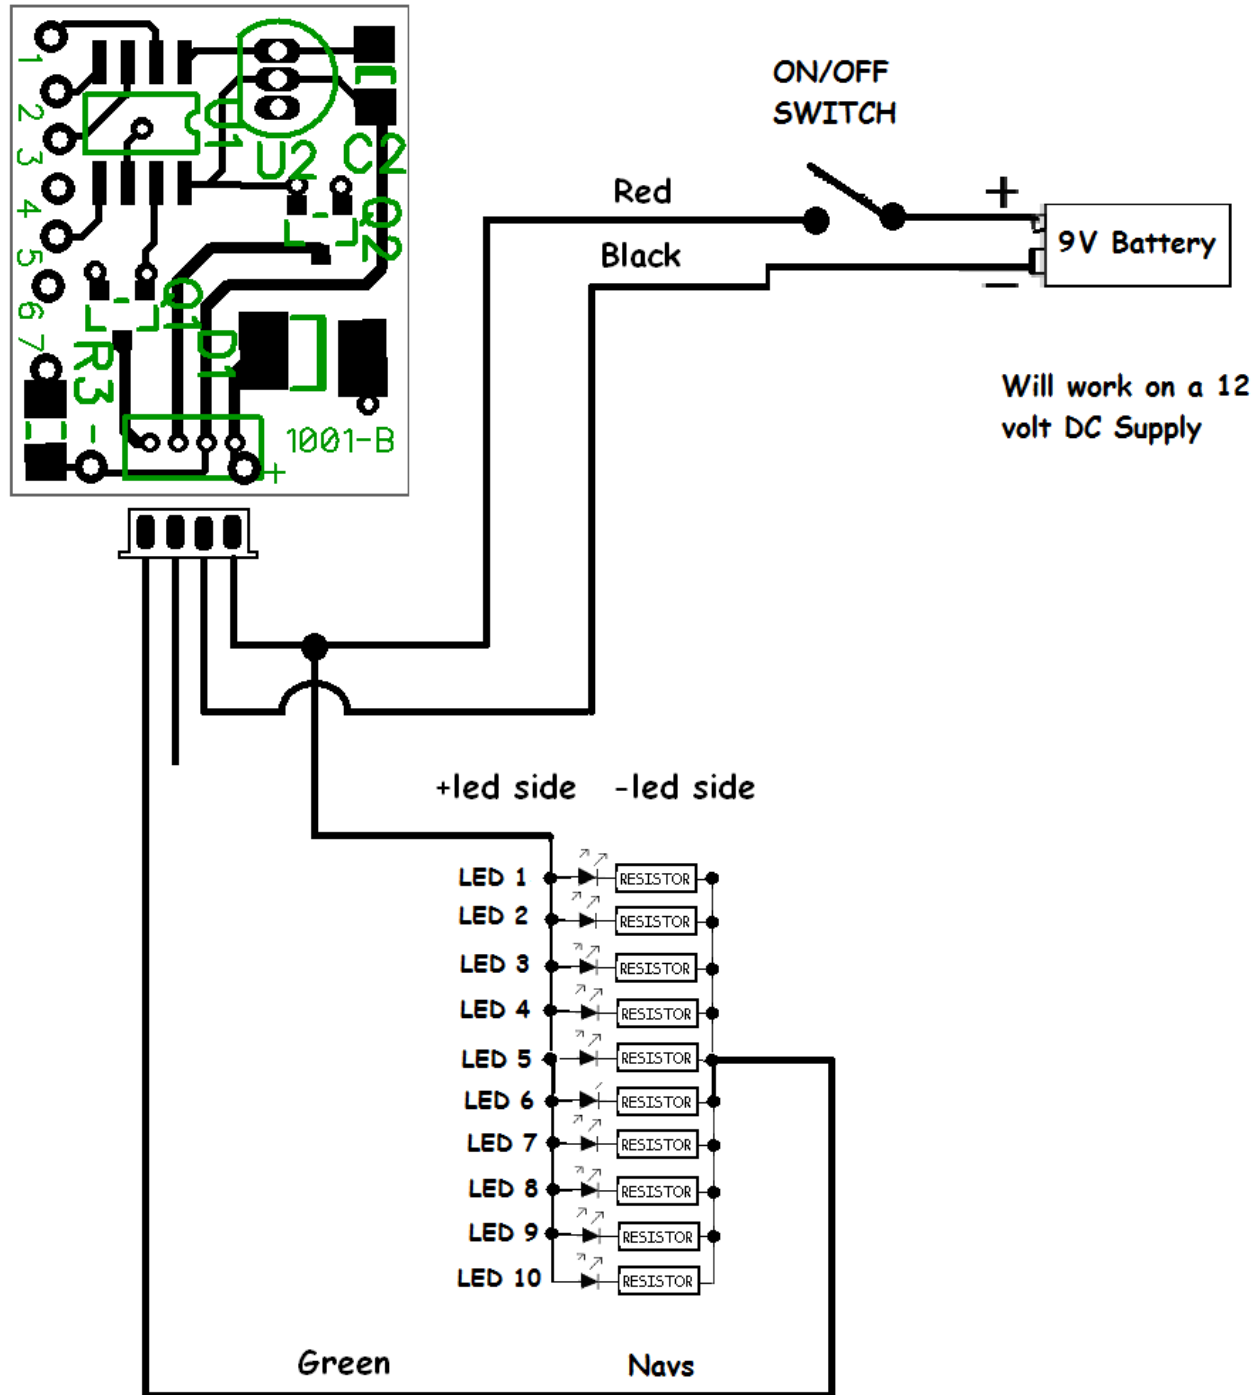 1
2
3
4
5
6
7
U1
U2
C2
Q2
Q1
D1
R3
-
+
1001-B
ON/OFF
SWITCH
Red
Black
+
-
9V Battery
Will work on a 12
volt DC Supply
+led side -led side
LED 1 RESISTOR
LED 2 RESISTOR
LED 3 RESISTOR
LED 4 RESISTOR
LED 5 RESISTOR
LED 6 RESISTOR
LED 7 RESISTOR
LED 8 RESISTOR
LED 9 RESISTOR
LED 10 RESISTOR
Green Navs